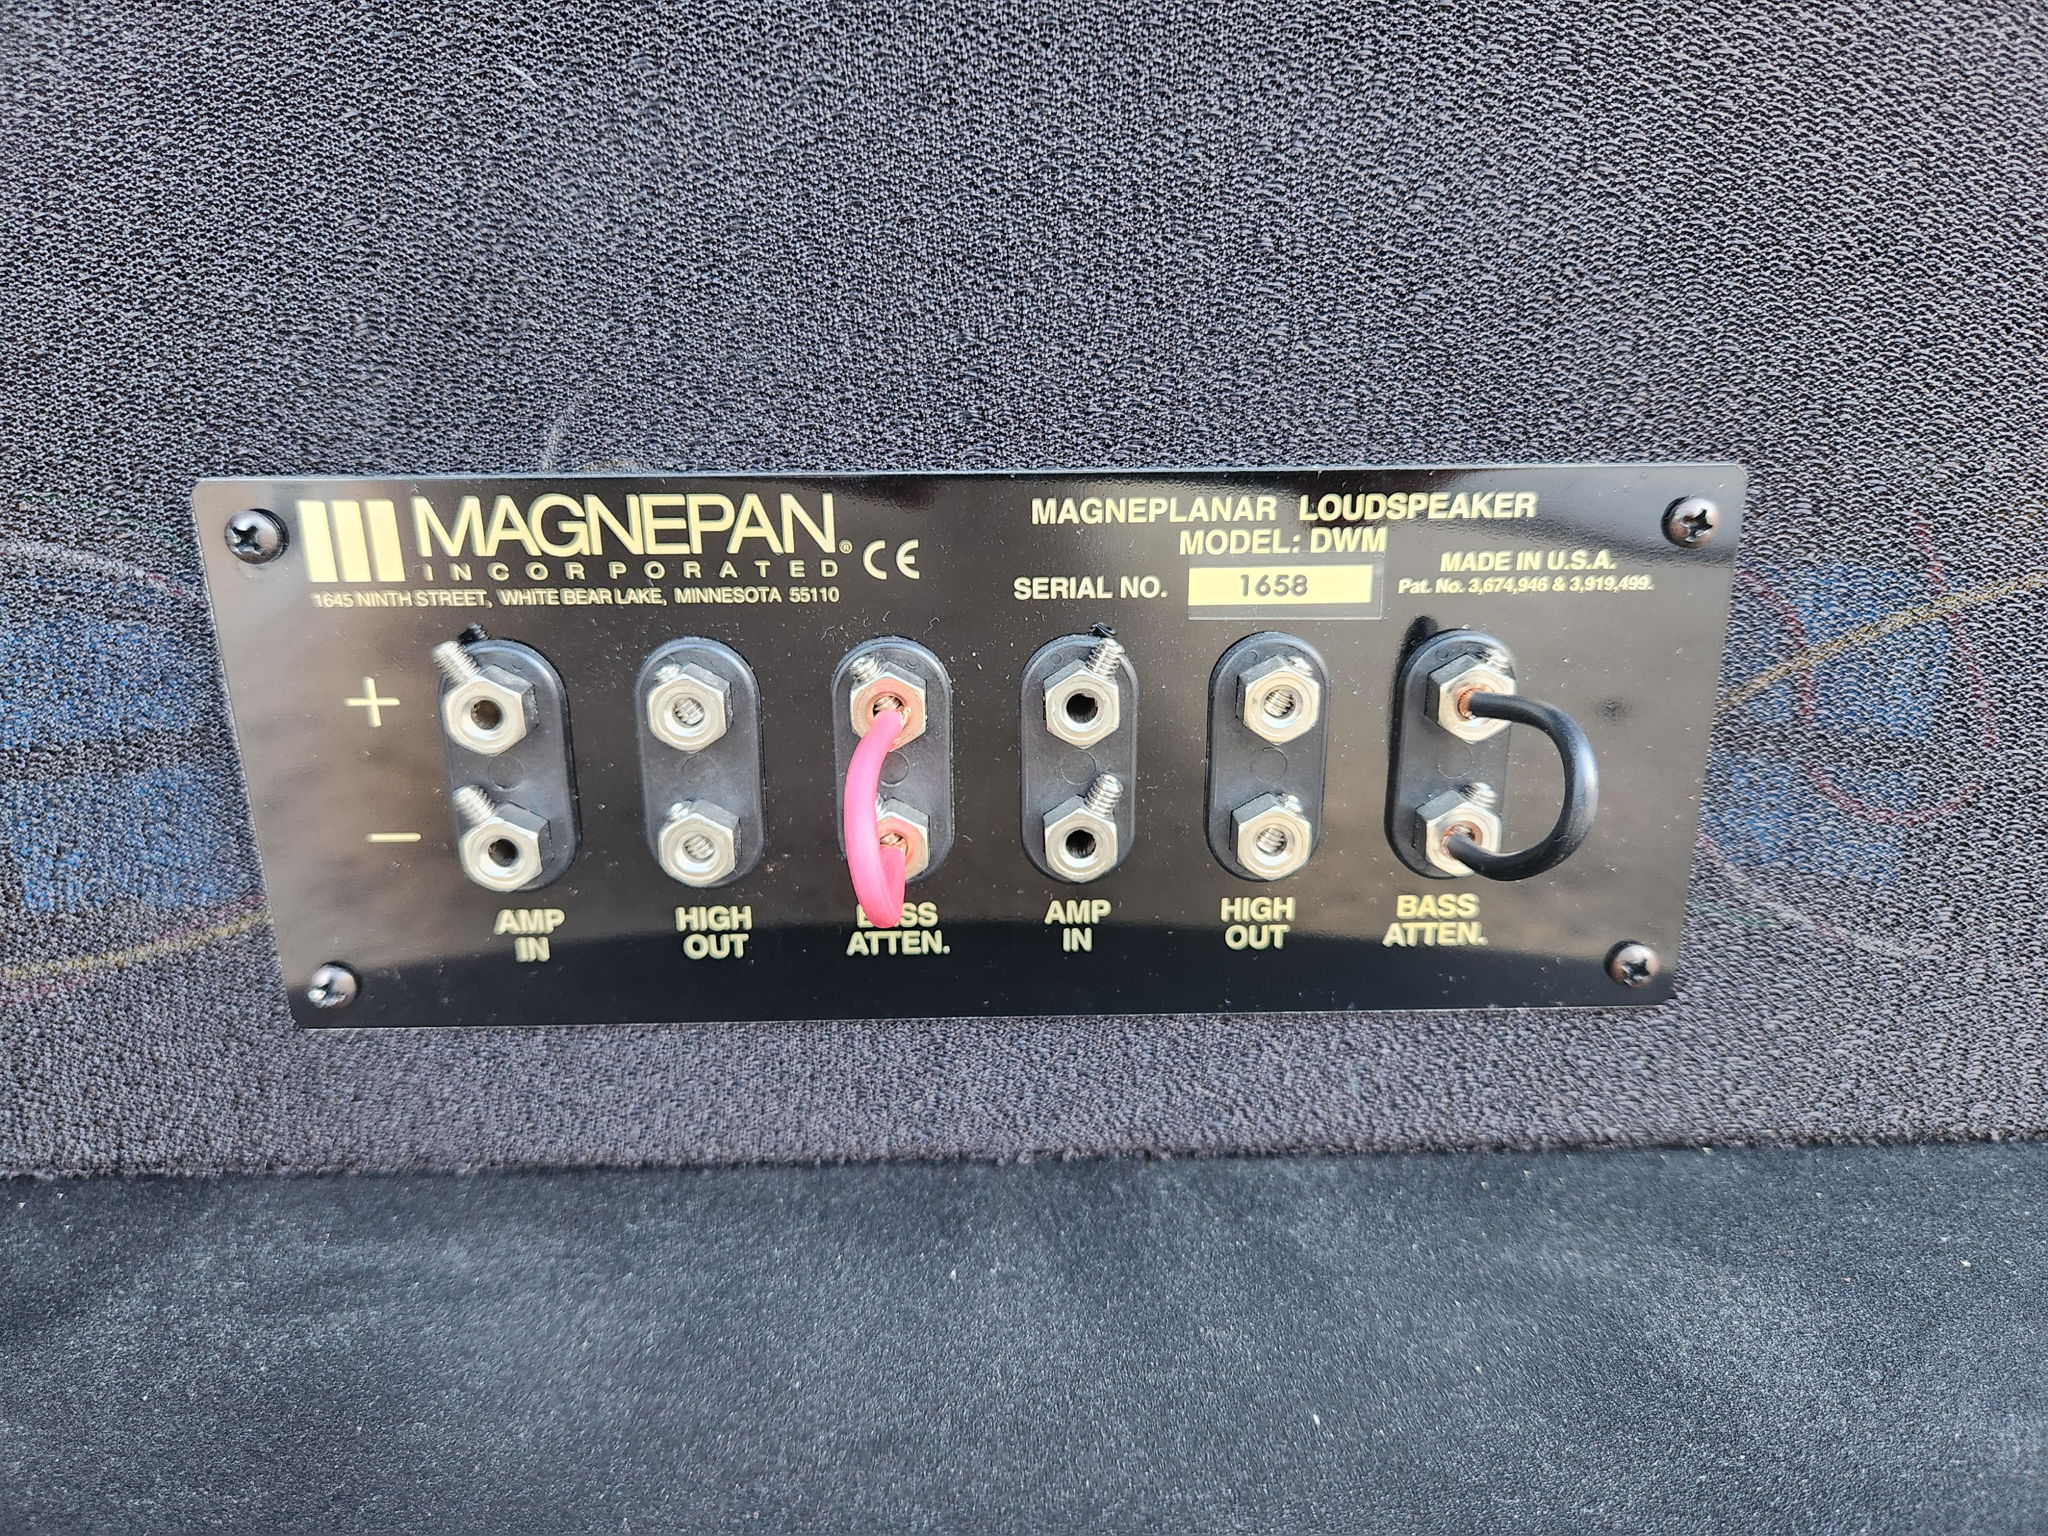 MAGNEPAN®
INCORPORATED
CE
1645 NINTH STREET, WHITE BEAR LAKE, MINNESOTA 55110
MAGNEPLANAR LOUDSPEAKER
MODEL: DWM
SERIAL NO. 1658
MADE IN U.S.A.
Pat. No. 3,674,946 & 3,919,499.
+
−
AMP
IN
HIGH
OUT
BASS
ATTEN.
AMP
IN
HIGH
OUT
BASS
ATTEN.